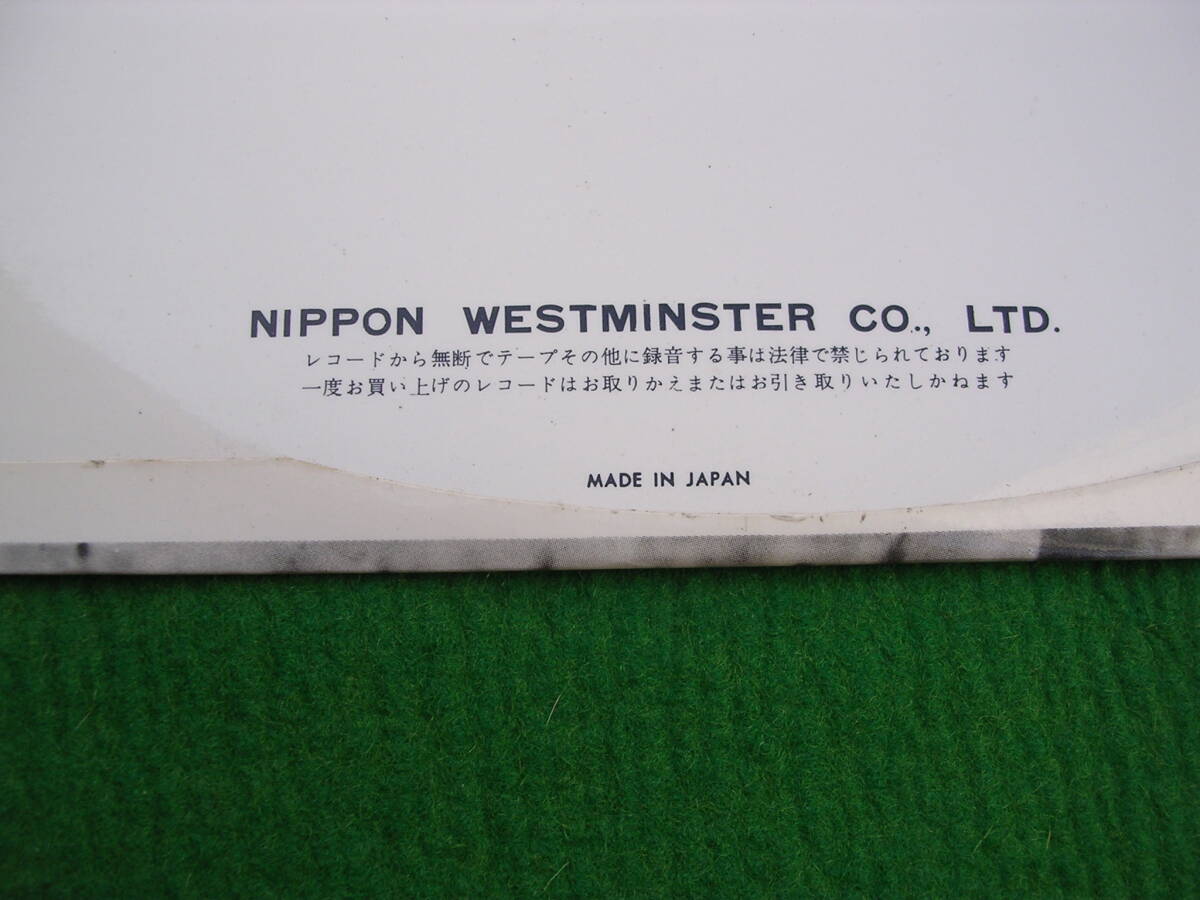 NIPPON WESTMINSTER CO., LTD.
レコードから無断でテープその他に録音する事は法律で禁じられております
一度お買い上げのレコードはお取りかえまたはお引き取りいたしかねます
MADE IN JAPAN